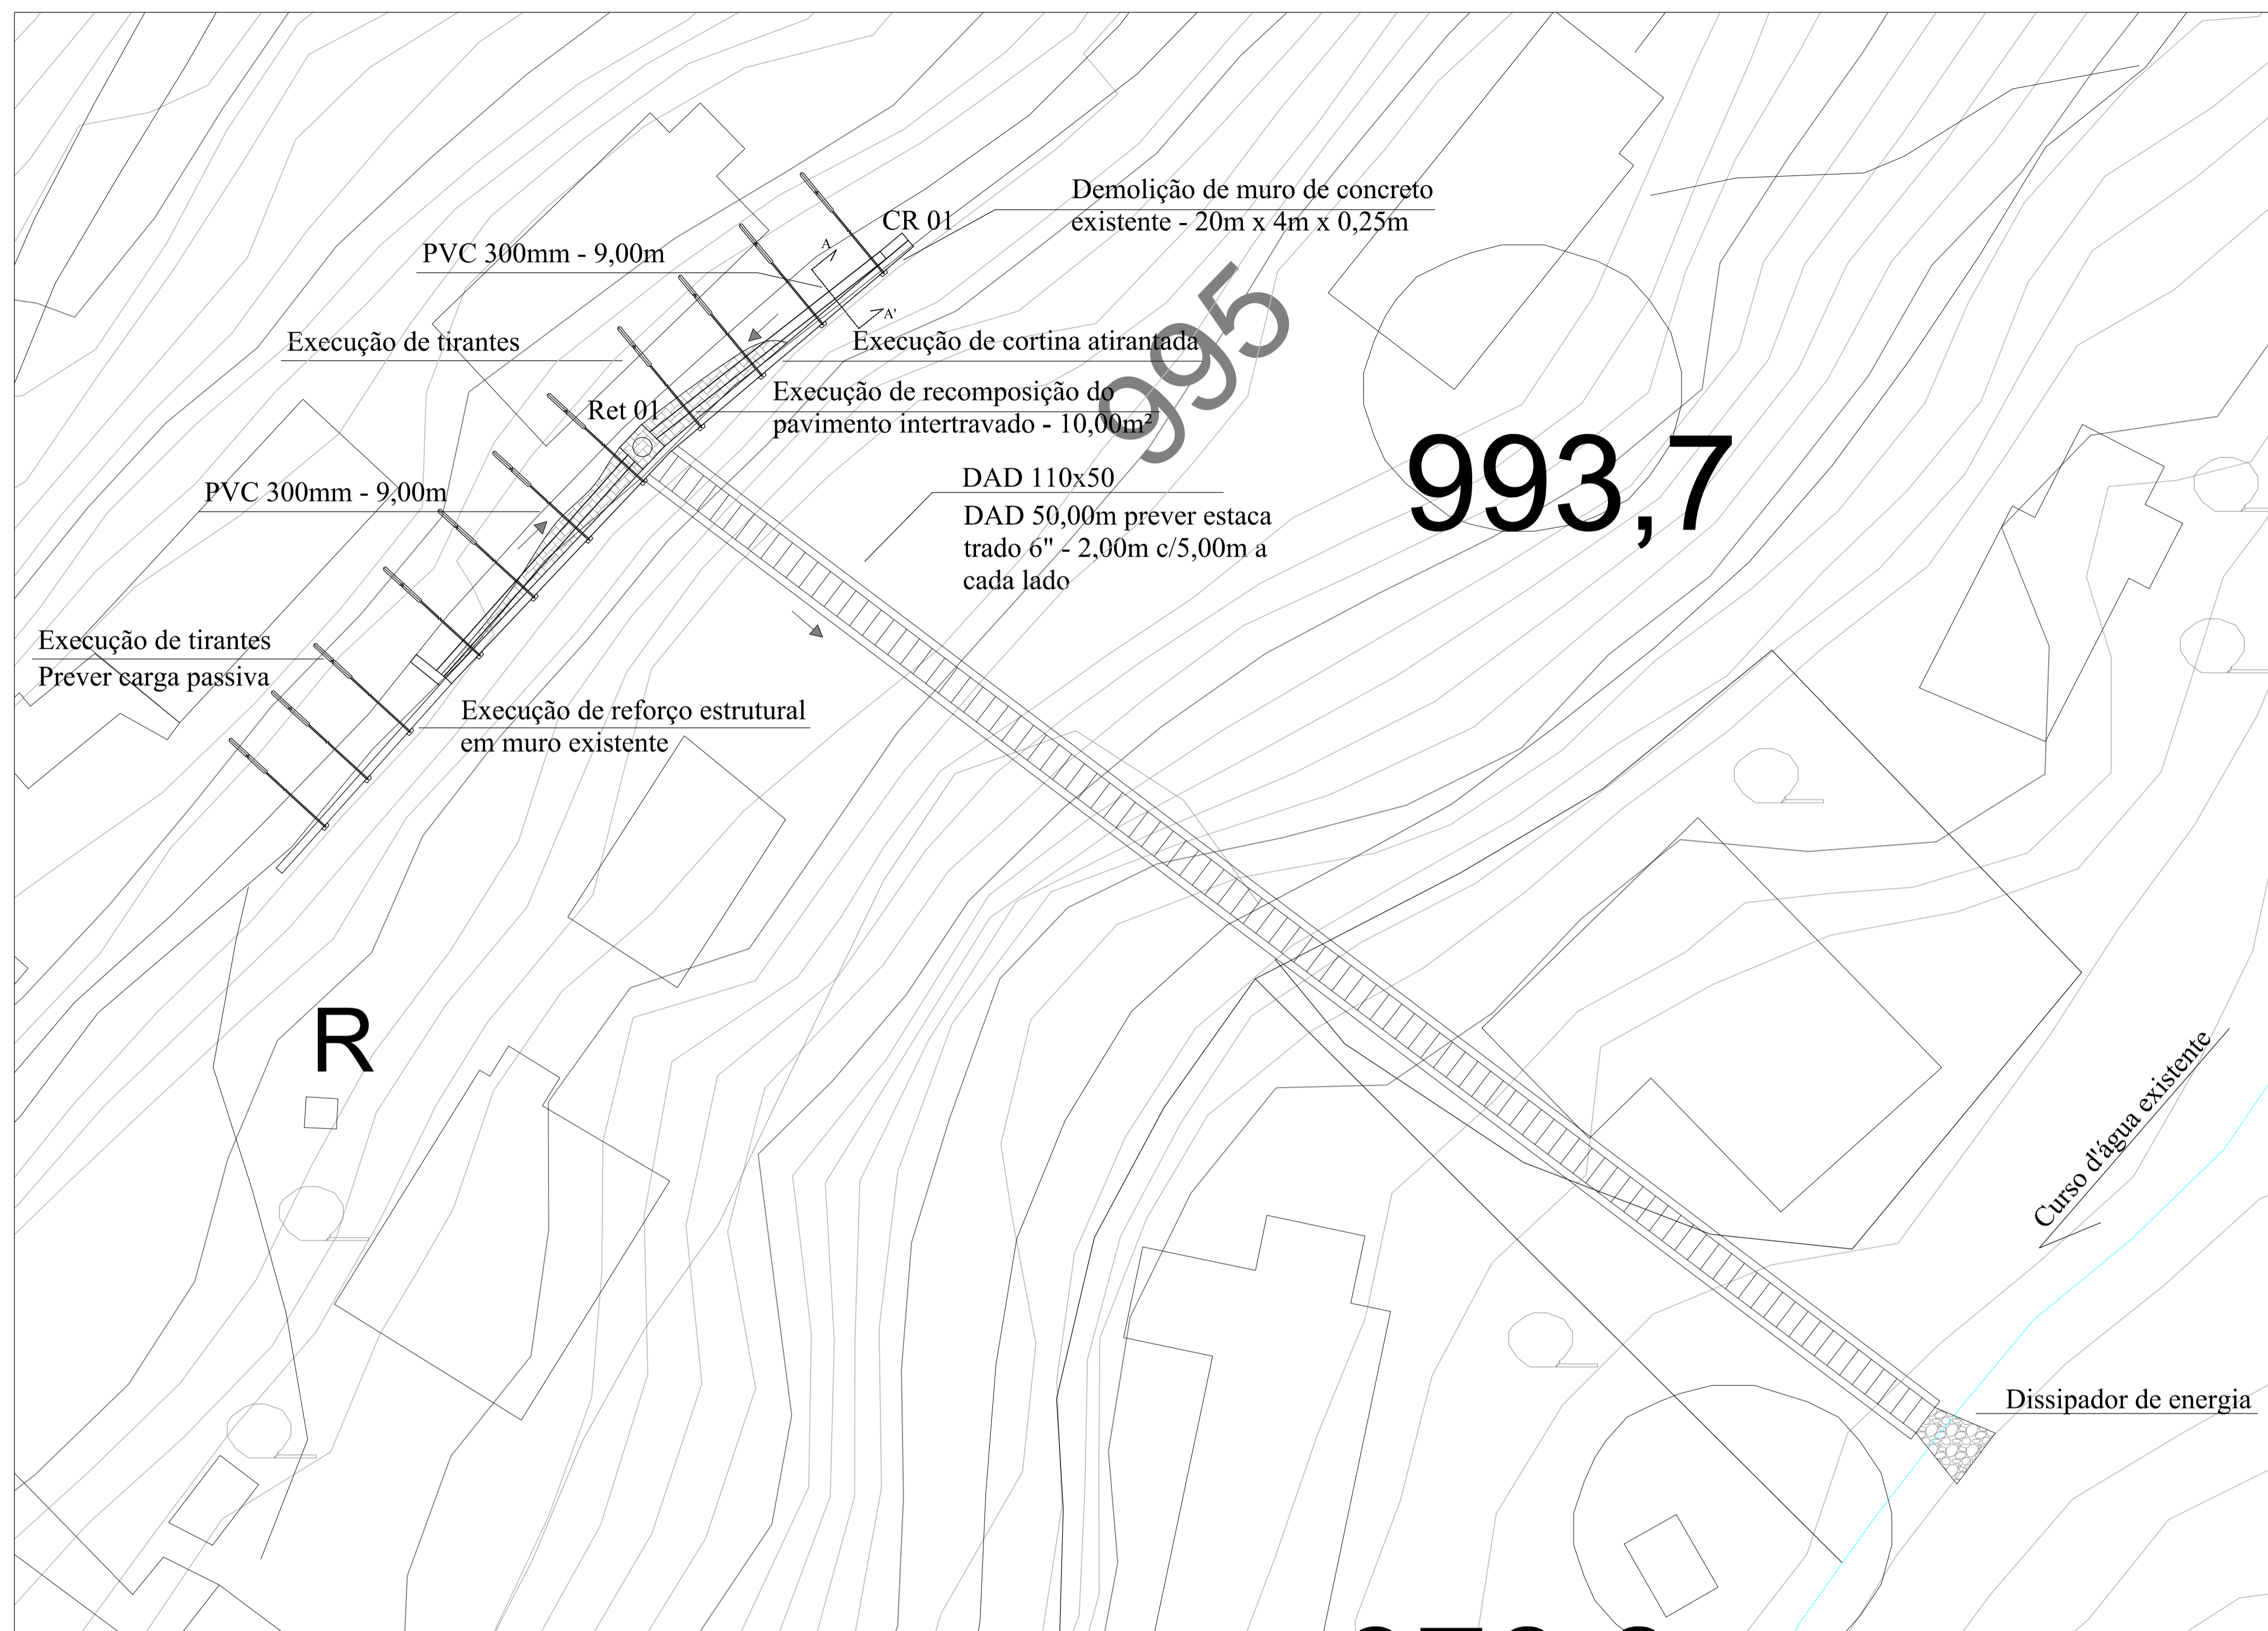 Demolição de muro de concreto
existente - 20m x 4m x 0,25m
CR 01
A
PVC 300mm - 9,00m
A'
Execução de tirantes
Execução de cortina atirantada
995
Execução de recomposição do
pavimento intertravado - 10,00m²
Ret 01
993,7
DAD 110x50
PVC 300mm - 9,00m
DAD 50,00m prever estaca
trado 6" - 2,00m c/5,00m a
cada lado
Execução de tirantes
Prever carga passiva
Execução de reforço estrutural
em muro existente
R
Curso d'água existente
Dissipador de energia